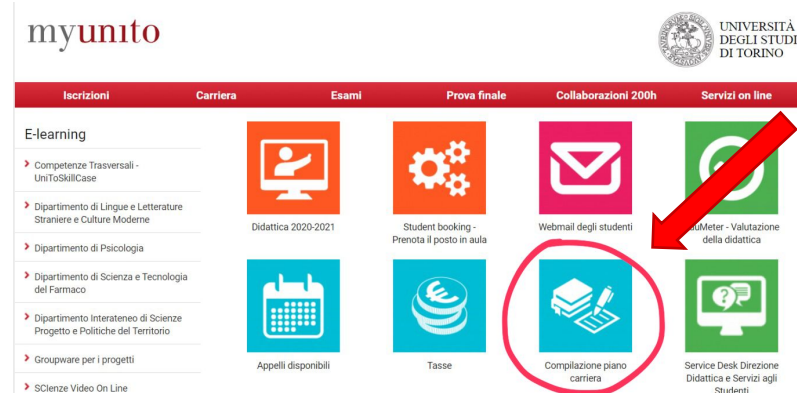 myunito
UNIVERSITÀ
DEGLI STUDI
DI TORINO
Iscrizioni
Carriera
Esami
Prova finale
Collaborazioni 200h
Servizi on line
E-learning
Competenze Trasversali -
UniToSkillCase
Dipartimento di Lingue e Letterature
Straniere e Culture Moderne
Dipartimento di Psicologia
Dipartimento di Scienza e Tecnologia
del Farmaco
Dipartimento Interateneo di Scienze
Progetto e Politiche del Territorio
Groupware per i progetti
SCIenze Video On Line
Didattica 2020-2021
Student booking -
Prenota il posto in aula
Webmail degli studenti
duMeter - Valutazione
della didattica
Appelli disponibili
Tasse
Compilazione piano
carriera
Service Desk Direzione
Didattica e Servizi agli
Studenti